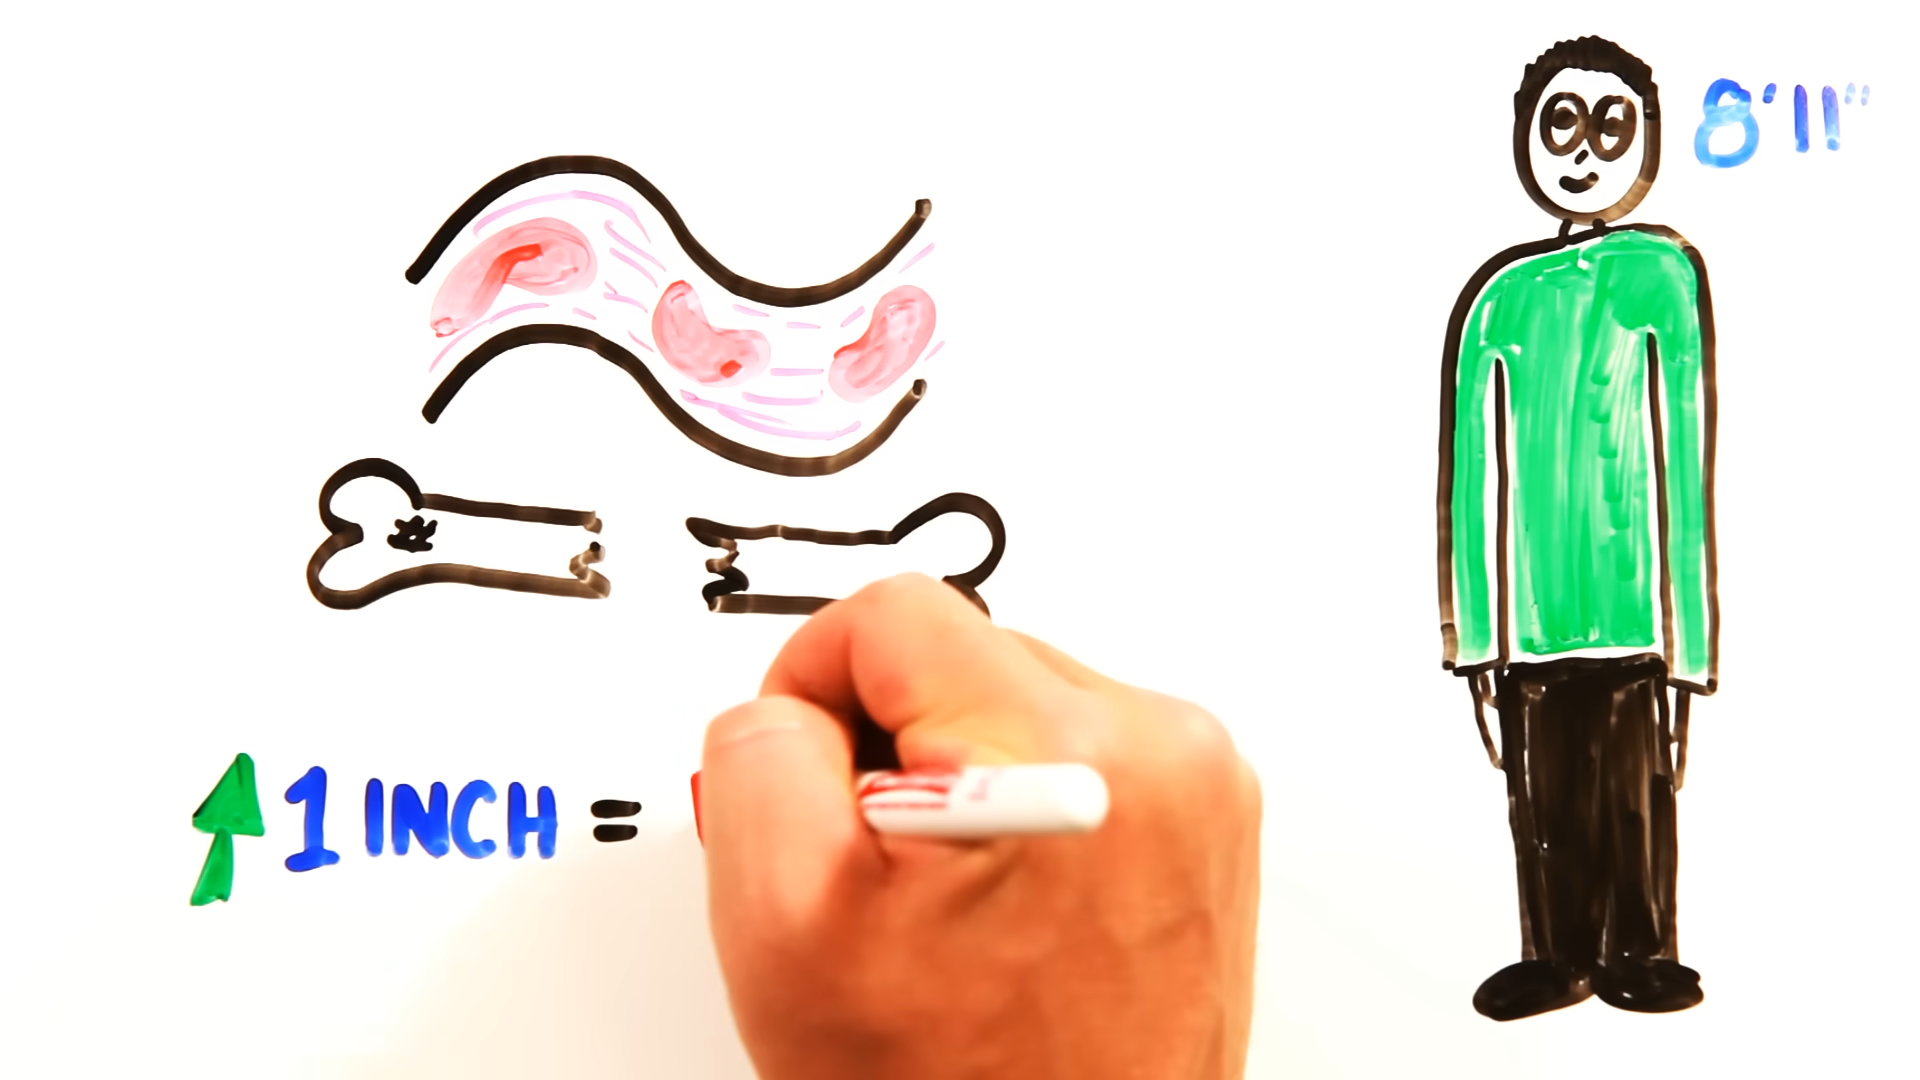 8'11"
↑ 1 INCH =